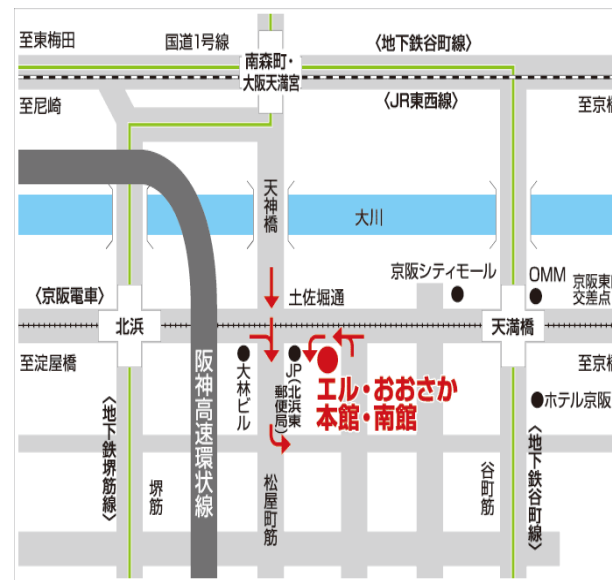 至東梅田
国道1号線
〈地下鉄谷町線〉
南森町・
大阪天満宮
至尼崎
〈JR東西線〉
至京橋
天神橋
大川
京阪シティモール
OMM
京阪東口
交差点
〈京阪電車〉
土佐堀通
北浜
天満橋
至淀屋橋
至京橋
阪神高速環状線
大林ビル
JP(北浜東
郵便局)
エル・おおさか
本館・南館
ホテル京阪
〈地下鉄堺筋線〉
堺筋
松屋町筋
谷町筋
〈地下鉄谷町線〉